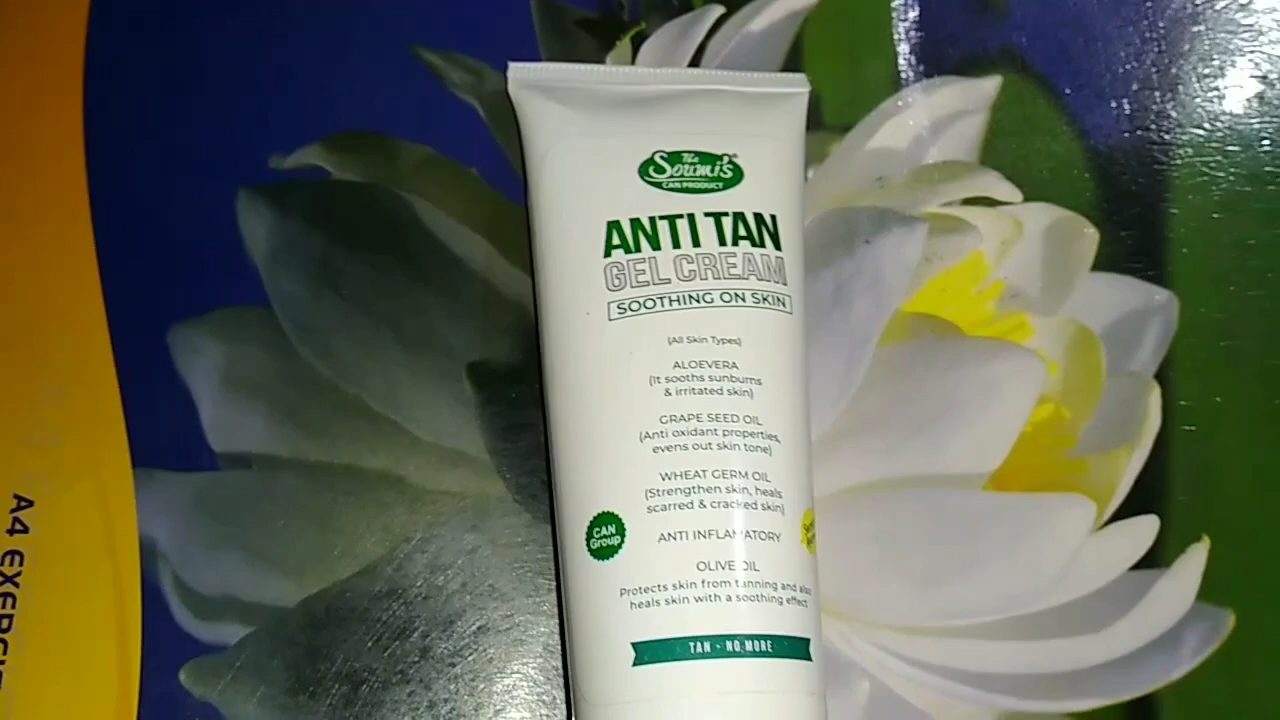 The
Soumi's
CAN PRODUCT
ANTI TAN
GEL CREAM
SOOTHING ON SKIN
(All Skin Types)
ALOEVERA
(It sooths sunburns
& irritated skin)
GRAPE SEED OIL
(Anti oxidant properties,
evens out skin tone)
WHEAT GERM OIL
(Strengthen skin, heals
scarred & cracked skin)
CAN
Group
ANTI INFLAMATORY
OLIVE OIL
Protects skin from tanning and also
heals skin with a soothing effect
TAN - NO MORE
A4